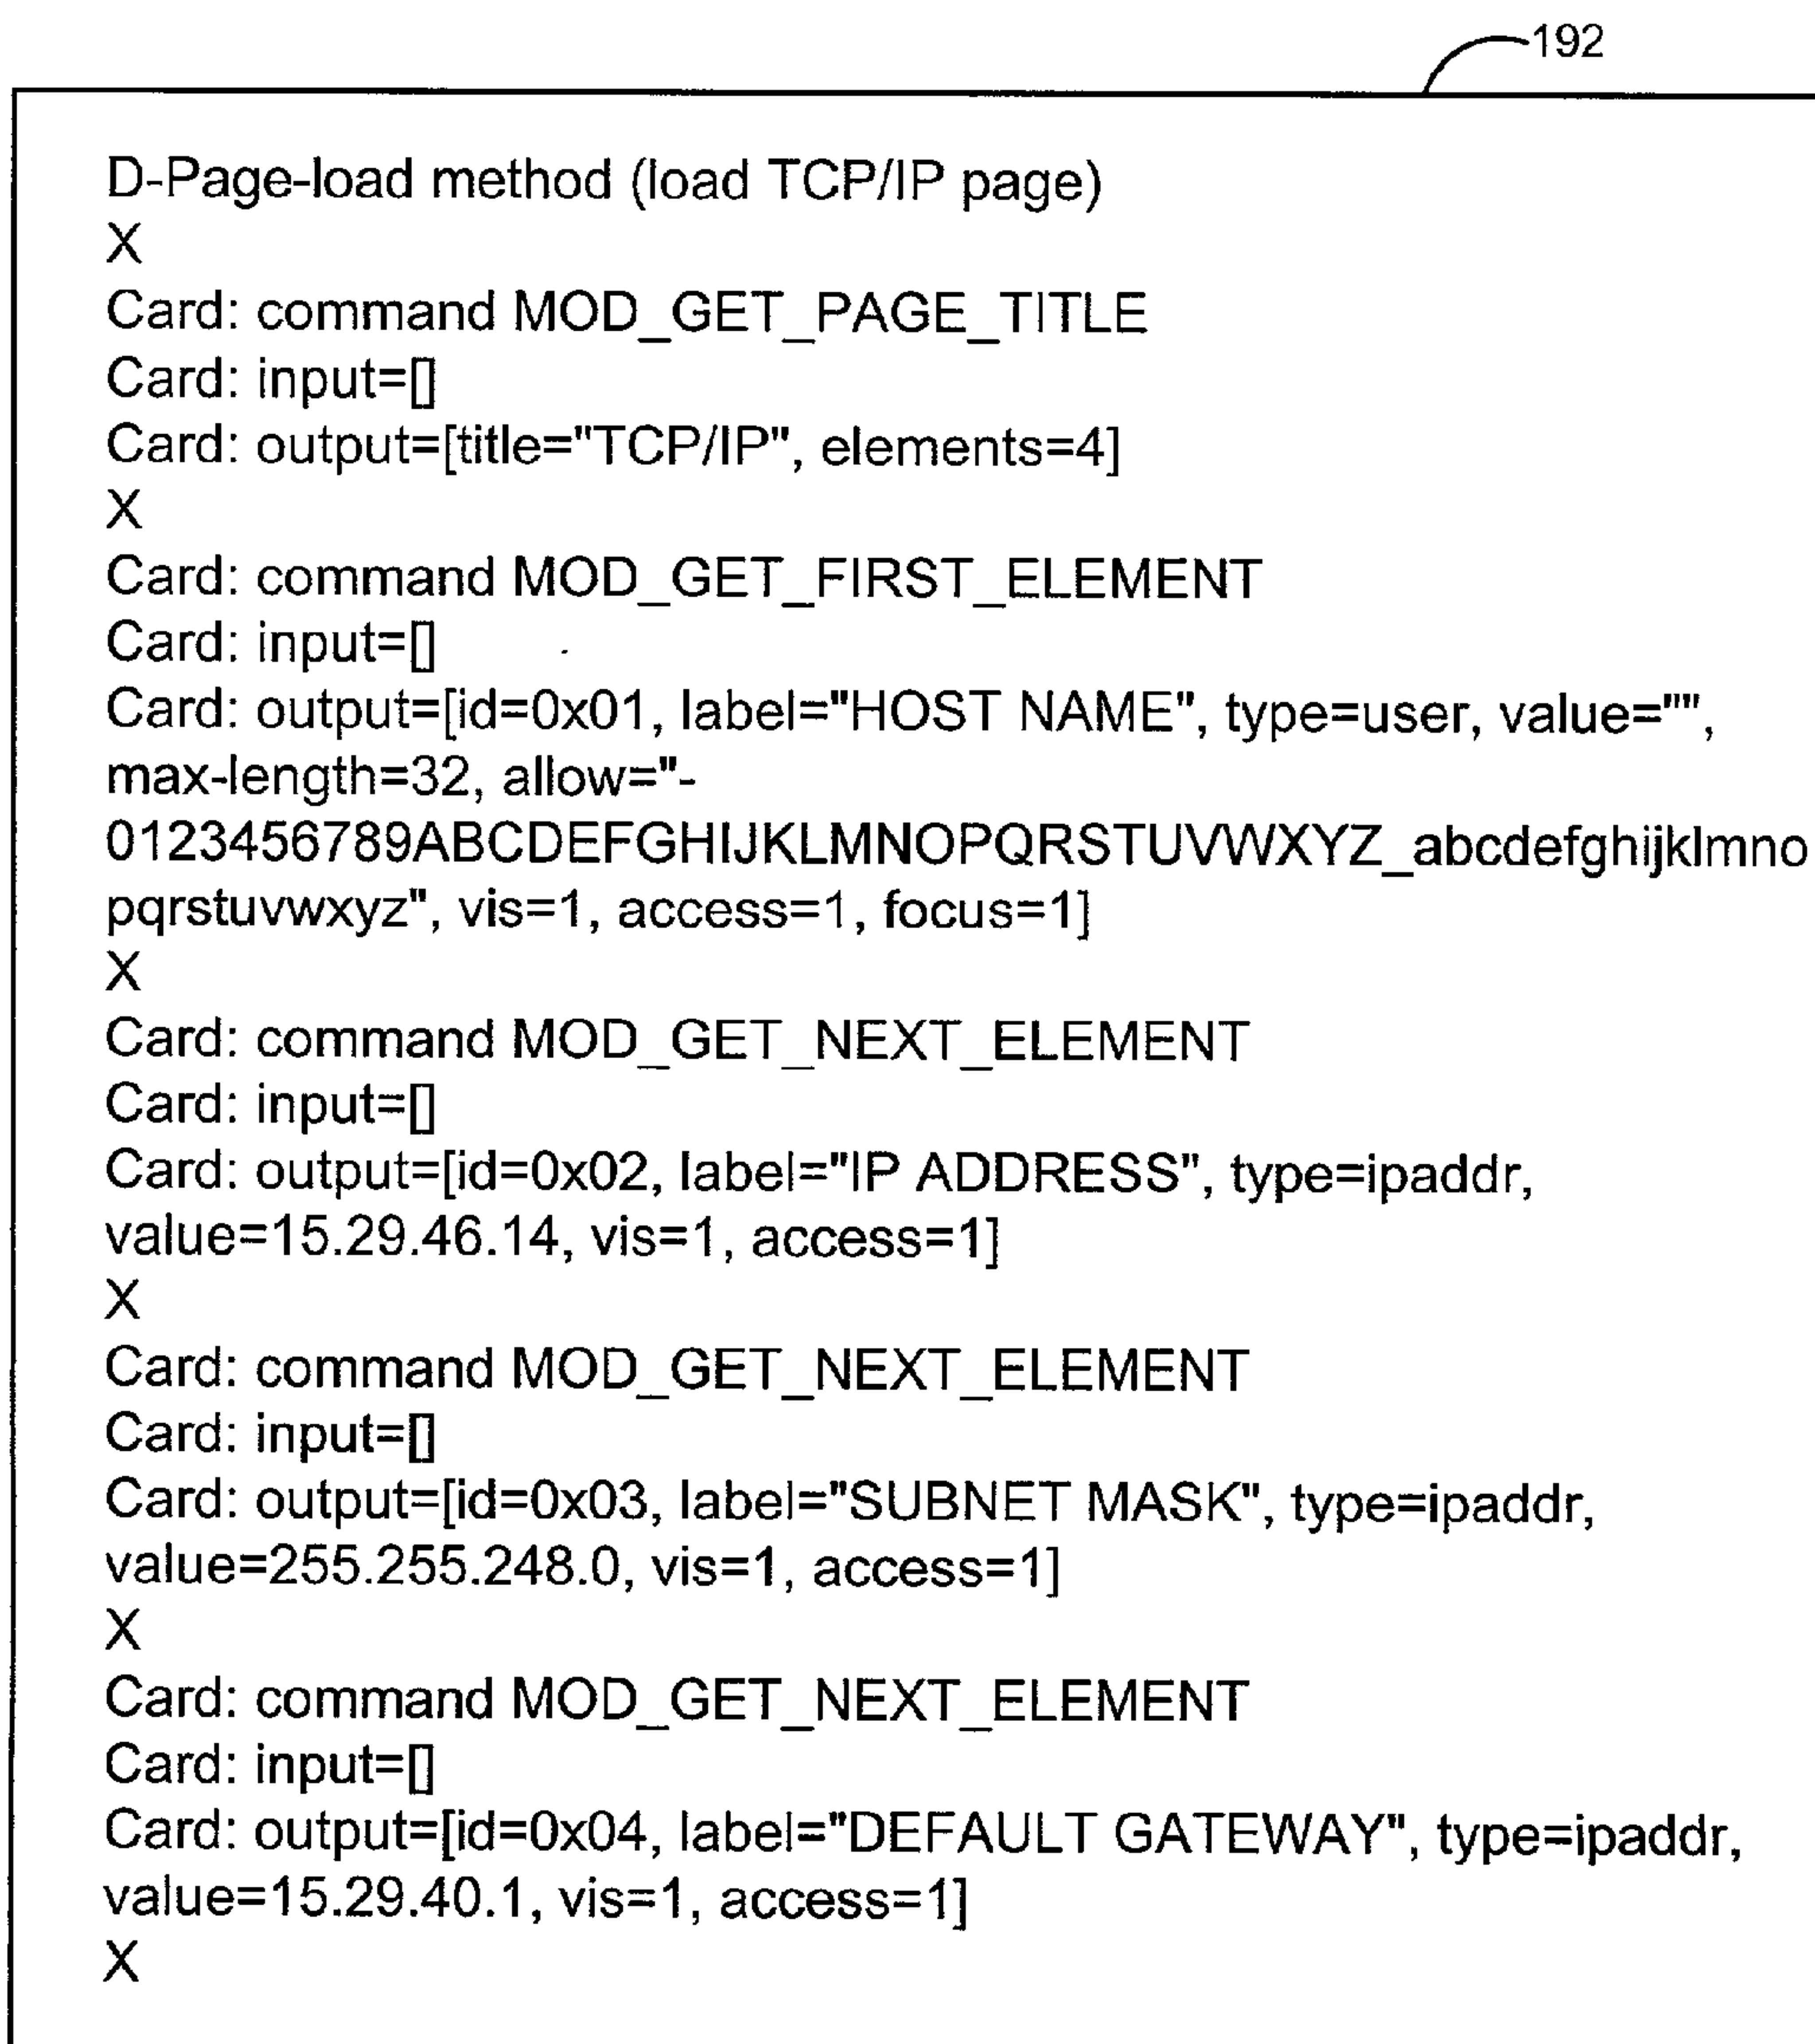 192
D-Page-load method (load TCP/IP page)
X
Card: command MOD_GET_PAGE_TITLE
Card: input=[]
Card: output=[title="TCP/IP", elements=4]
X
Card: command MOD_GET_FIRST_ELEMENT
Card: input=[]
Card: output=[id=0x01, label="HOST NAME", type=user, value="",
max-length=32, allow="-
0123456789ABCDEFGHIJKLMNOPQRSTUVWXYZ_abcdefghijklmno
pqrstuvwxyz", vis=1, access=1, focus=1]
X
Card: command MOD_GET_NEXT_ELEMENT
Card: input=[]
Card: output=[id=0x02, label="IP ADDRESS", type=ipaddr,
value=15.29.46.14, vis=1, access=1]
X
Card: command MOD_GET_NEXT_ELEMENT
Card: input=[]
Card: output=[id=0x03, label="SUBNET MASK", type=ipaddr,
value=255.255.248.0, vis=1, access=1]
X
Card: command MOD_GET_NEXT_ELEMENT
Card: input=[]
Card: output=[id=0x04, label="DEFAULT GATEWAY", type=ipaddr,
value=15.29.40.1, vis=1, access=1]
X